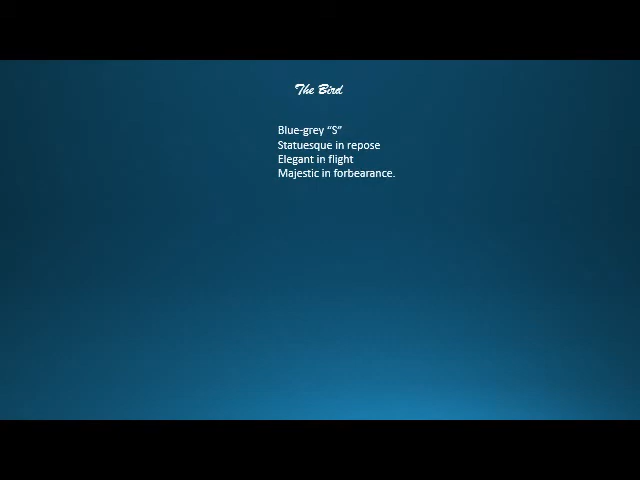 The Bird
Blue-grey “S”
Statuesque in repose
Elegant in flight
Majestic in forbearance.